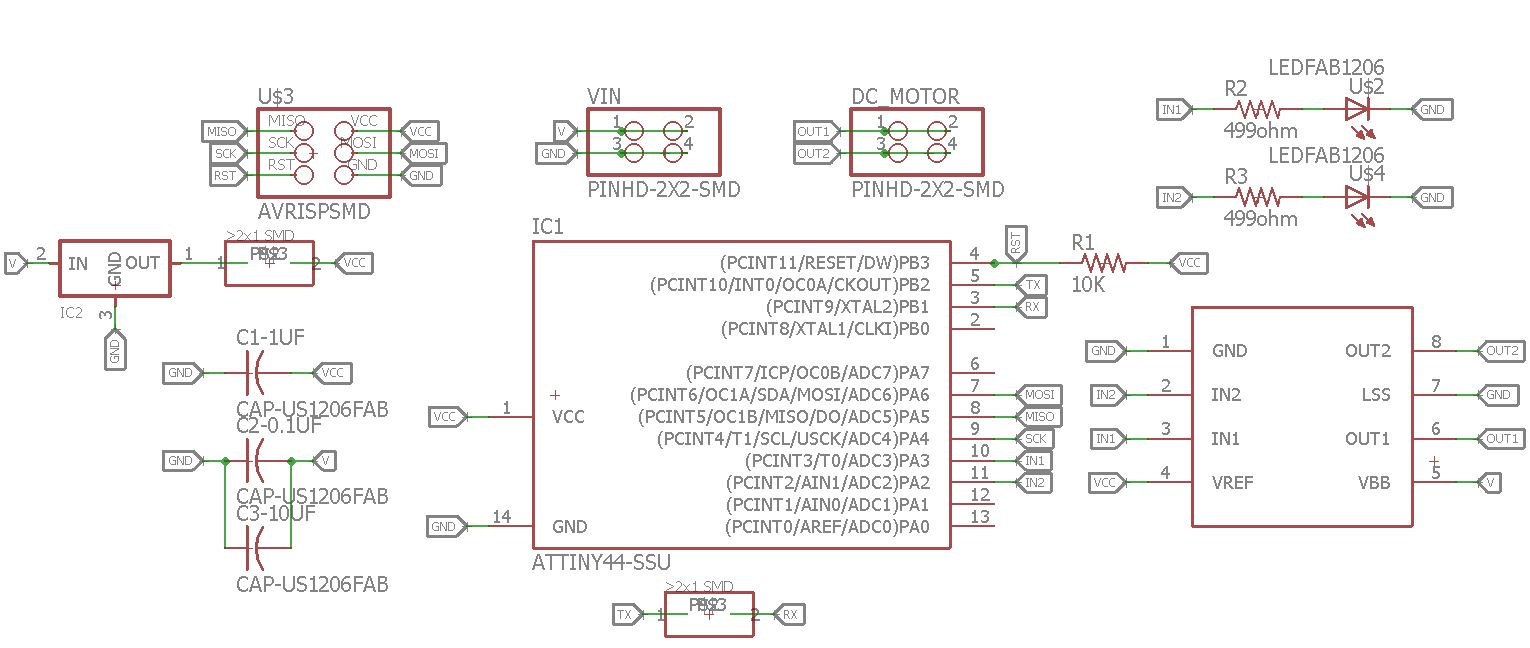 U$3
MISO
MISO
VCC
VCC
SCK
SCK
MOSI
MOSI
RST
RST
GND
GND
AVRISPSMD
VIN
V
1
2
GND
3
4
PINHD-2X2-SMD
DC_MOTOR
OUT1
1
2
OUT2
3
4
PINHD-2X2-SMD
LEDFAB1206
R2
U$2
IN1
GND
499ohm
LEDFAB1206
R3
U$4
IN2
GND
499ohm
V
2
IN
GND
OUT
1
3
GND
IC2
>2x1 SMD
1
2
VCC
C1-1UF
GND
VCC
CAP-US1206FAB
C2-0.1UF
GND
V
CAP-US1206FAB
C3-10UF
CAP-US1206FAB
IC1
(PCINT11/RESET/DW)PB3
4
RST
R1
VCC
10K
(PCINT10/INT0/OC0A/CKOUT)PB2
5
TX
(PCINT9/XTAL2)PB1
3
RX
(PCINT8/XTAL1/CLKI)PB0
2
(PCINT7/ICP/OC0B/ADC7)PA7
6
(PCINT6/OC1A/SDA/MOSI/ADC6)PA6
7
MOSI
VCC
1
VCC
(PCINT5/OC1B/MISO/DO/ADC5)PA5
8
MISO
(PCINT4/T1/SCL/USCK/ADC4)PA4
9
SCK
(PCINT3/T0/ADC3)PA3
10
IN1
(PCINT2/AIN1/ADC2)PA2
11
IN2
(PCINT1/AIN0/ADC1)PA1
12
GND
14
GND
(PCINT0/AREF/ADC0)PA0
13
ATTINY44-SSU
>2x1 SMD
TX
1
2
RX
GND
1
GND
OUT2
8
OUT2
IN2
2
IN2
LSS
7
GND
IN1
3
IN1
OUT1
6
OUT1
VCC
4
VREF
VBB
5
V